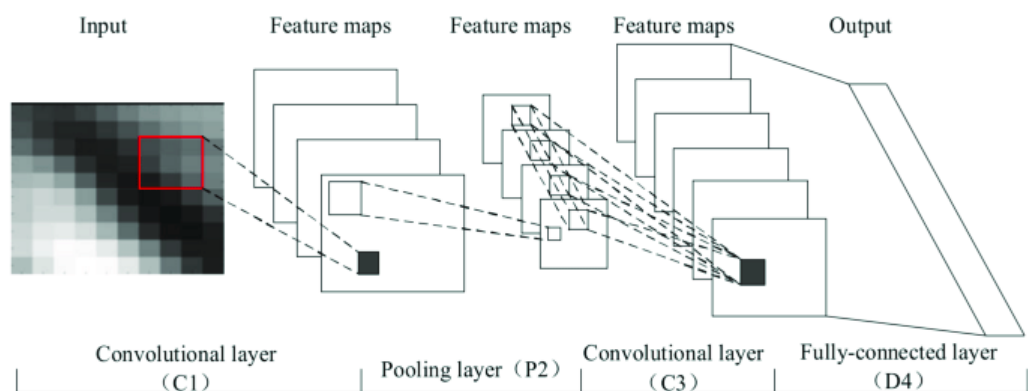 Input
Feature maps
Feature maps
Feature maps
Output
Convolutional layer
（C1）
Pooling layer（P2）
Convolutional layer
（C3）
Fully-connected layer
（D4）